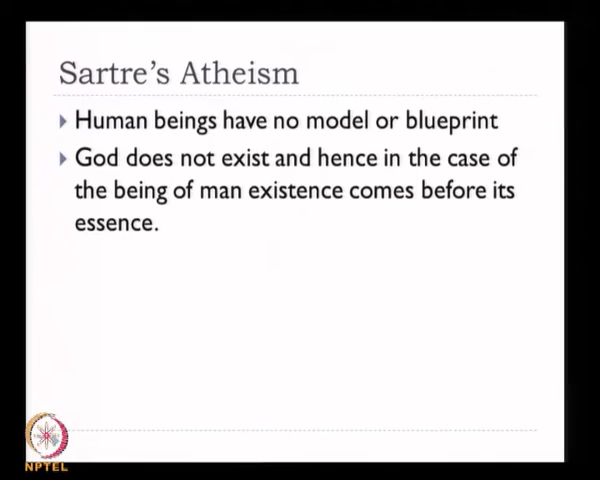 Sartre's Atheism
Human beings have no model or blueprint
God does not exist and hence in the case of
the being of man existence comes before its
essence.
NPTEL